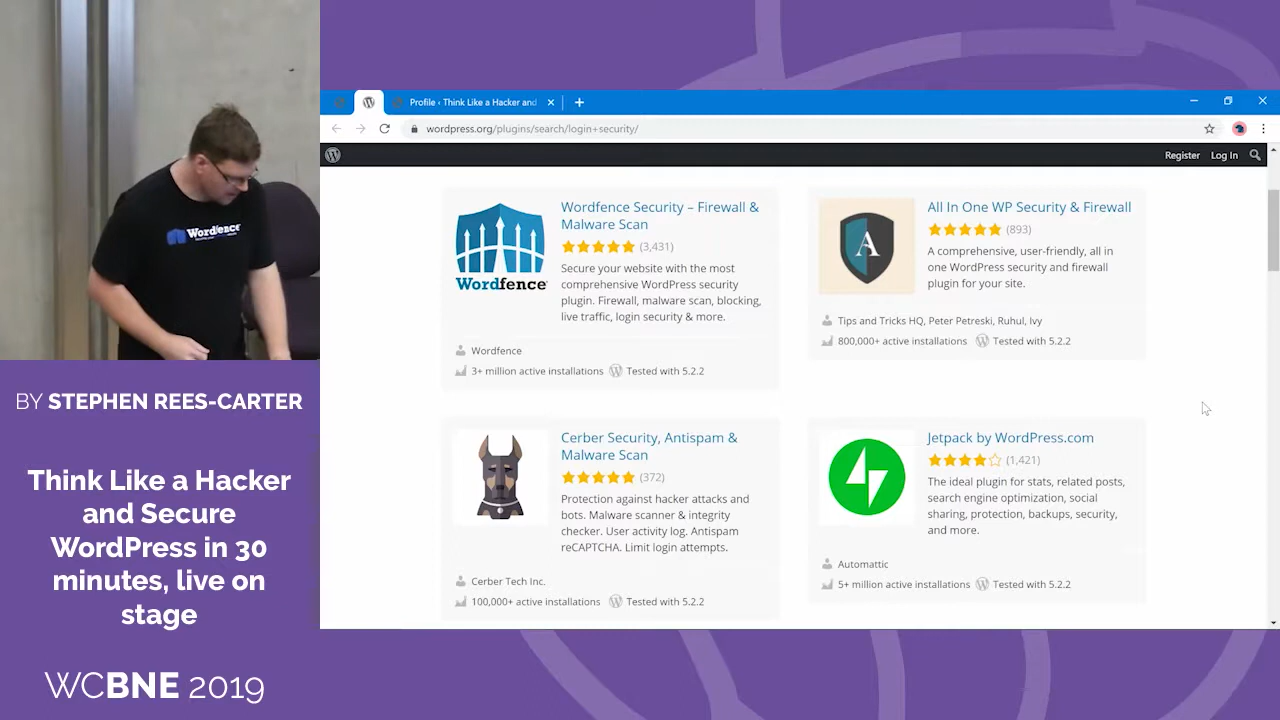 Wordfence
BY STEPHEN REES-CARTER
Think Like a Hacker
and Secure
WordPress in 30
minutes, live on
stage
WCBNE 2019
Profile ‹ Think Like a Hacker and
wordpress.org/plugins/search/login+security/
Register
Log In
Wordfence
Wordfence Security – Firewall &
Malware Scan
(3,431)
Secure your website with the most
comprehensive WordPress security
plugin. Firewall, malware scan, blocking,
live traffic, login security & more.
Wordfence
3+ million active installations
Tested with 5.2.2
A
All In One WP Security & Firewall
(893)
A comprehensive, user-friendly, all in
one WordPress security and firewall
plugin for your site.
Tips and Tricks HQ, Peter Petreski, Ruhul, Ivy
800,000+ active installations
Tested with 5.2.2
Cerber Security, Antispam &
Malware Scan
(372)
Protection against hacker attacks and
bots. Malware scanner & integrity
checker. User activity log. Antispam
reCAPTCHA. Limit login attempts.
Cerber Tech Inc.
100,000+ active installations
Tested with 5.2.2
Jetpack by WordPress.com
(1,421)
The ideal plugin for stats, related posts,
search engine optimization, social
sharing, protection, backups, security,
and more.
Automattic
5+ million active installations
Tested with 5.2.2